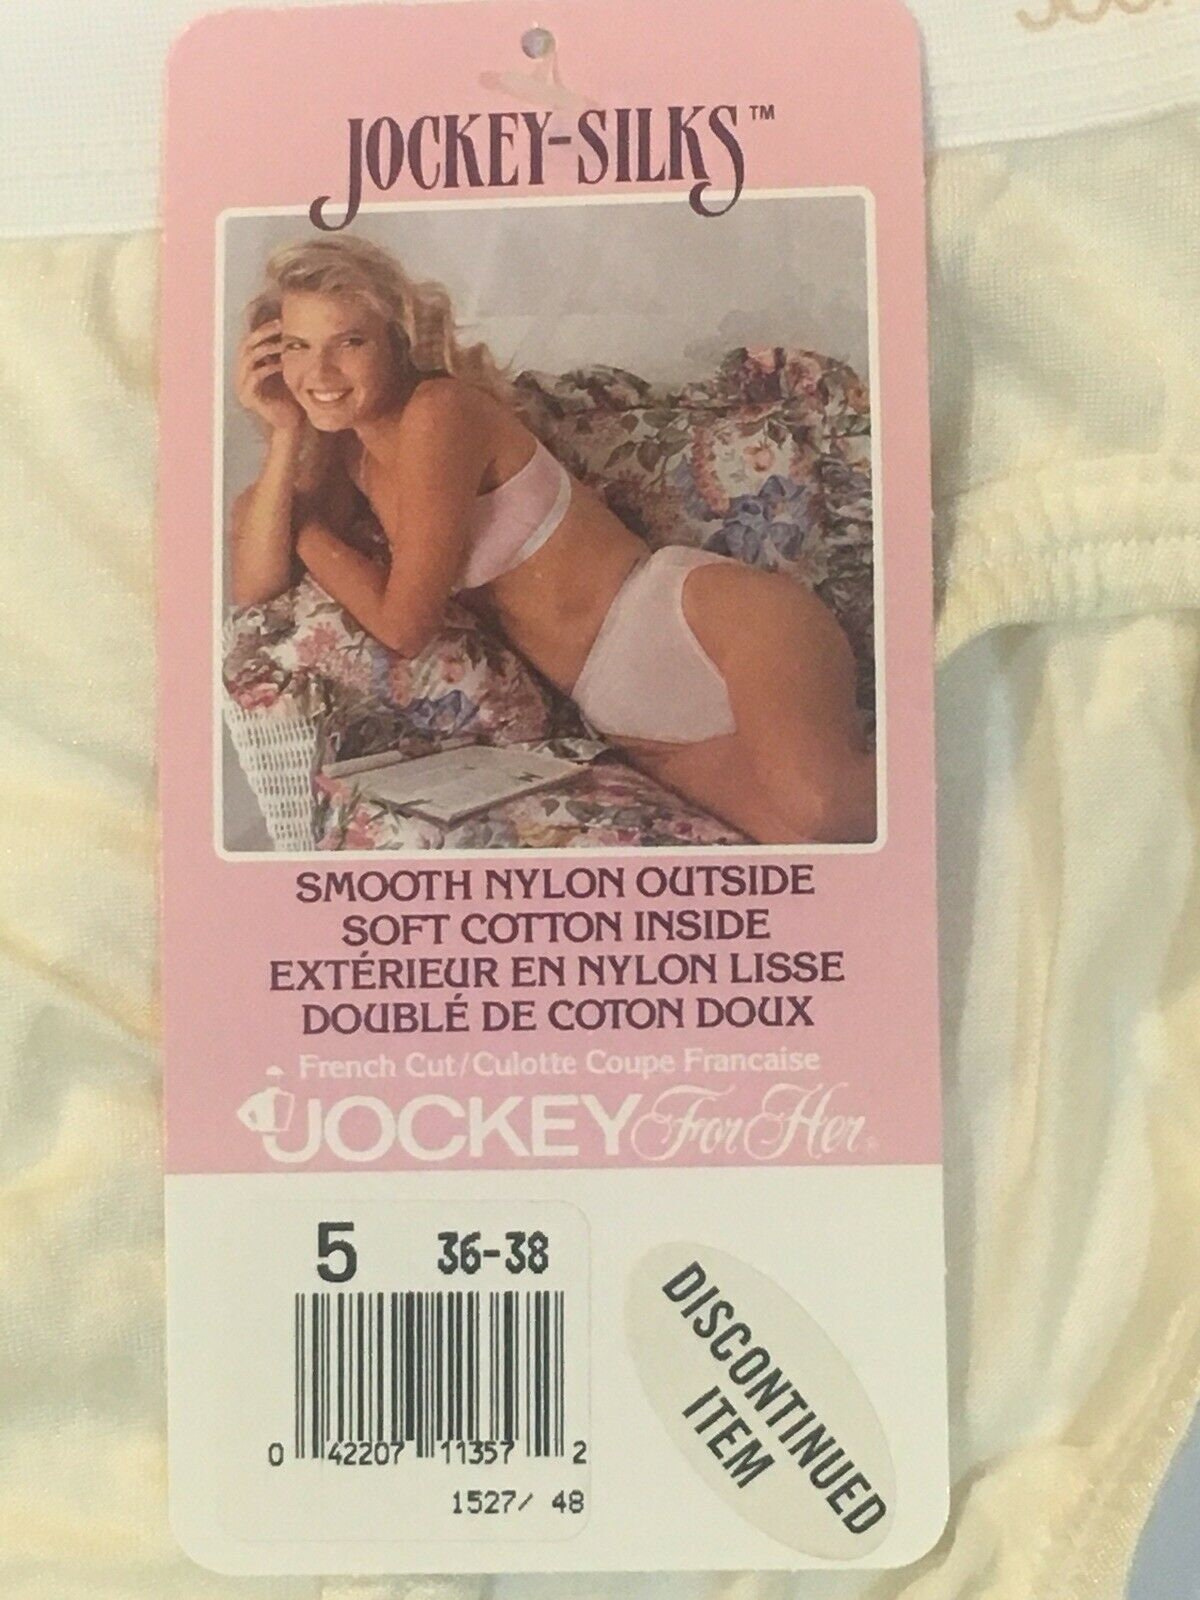 JOCKEY-SILKS™
SMOOTH NYLON OUTSIDE
SOFT COTTON INSIDE
EXTÉRIEUR EN NYLON LISSE
DOUBLÉ DE COTON DOUX
French Cut/Culotte Coupe Francaise
JOCKEY For Her®
5 36-38
0 42207 11357 2
1527/ 48
DISCONTINUED
ITEM